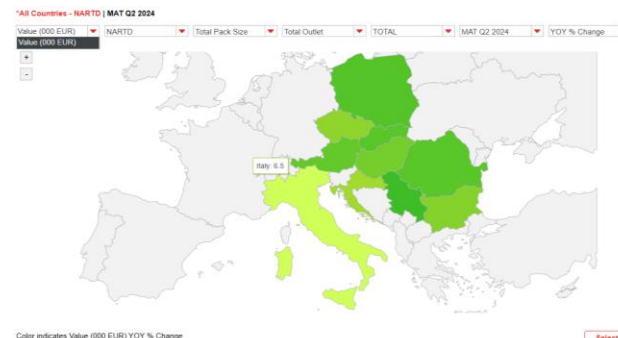 *All Countries - NARTD | MAT Q2 2024
Value (000 EUR) NARTD Total Pack Size Total Outlet TOTAL MAT Q2 2024 YOY % Change
Value (000 EUR)
+
-
Italy: 6.5
Color indicates Value (000 EUR) YOY % Change
Select